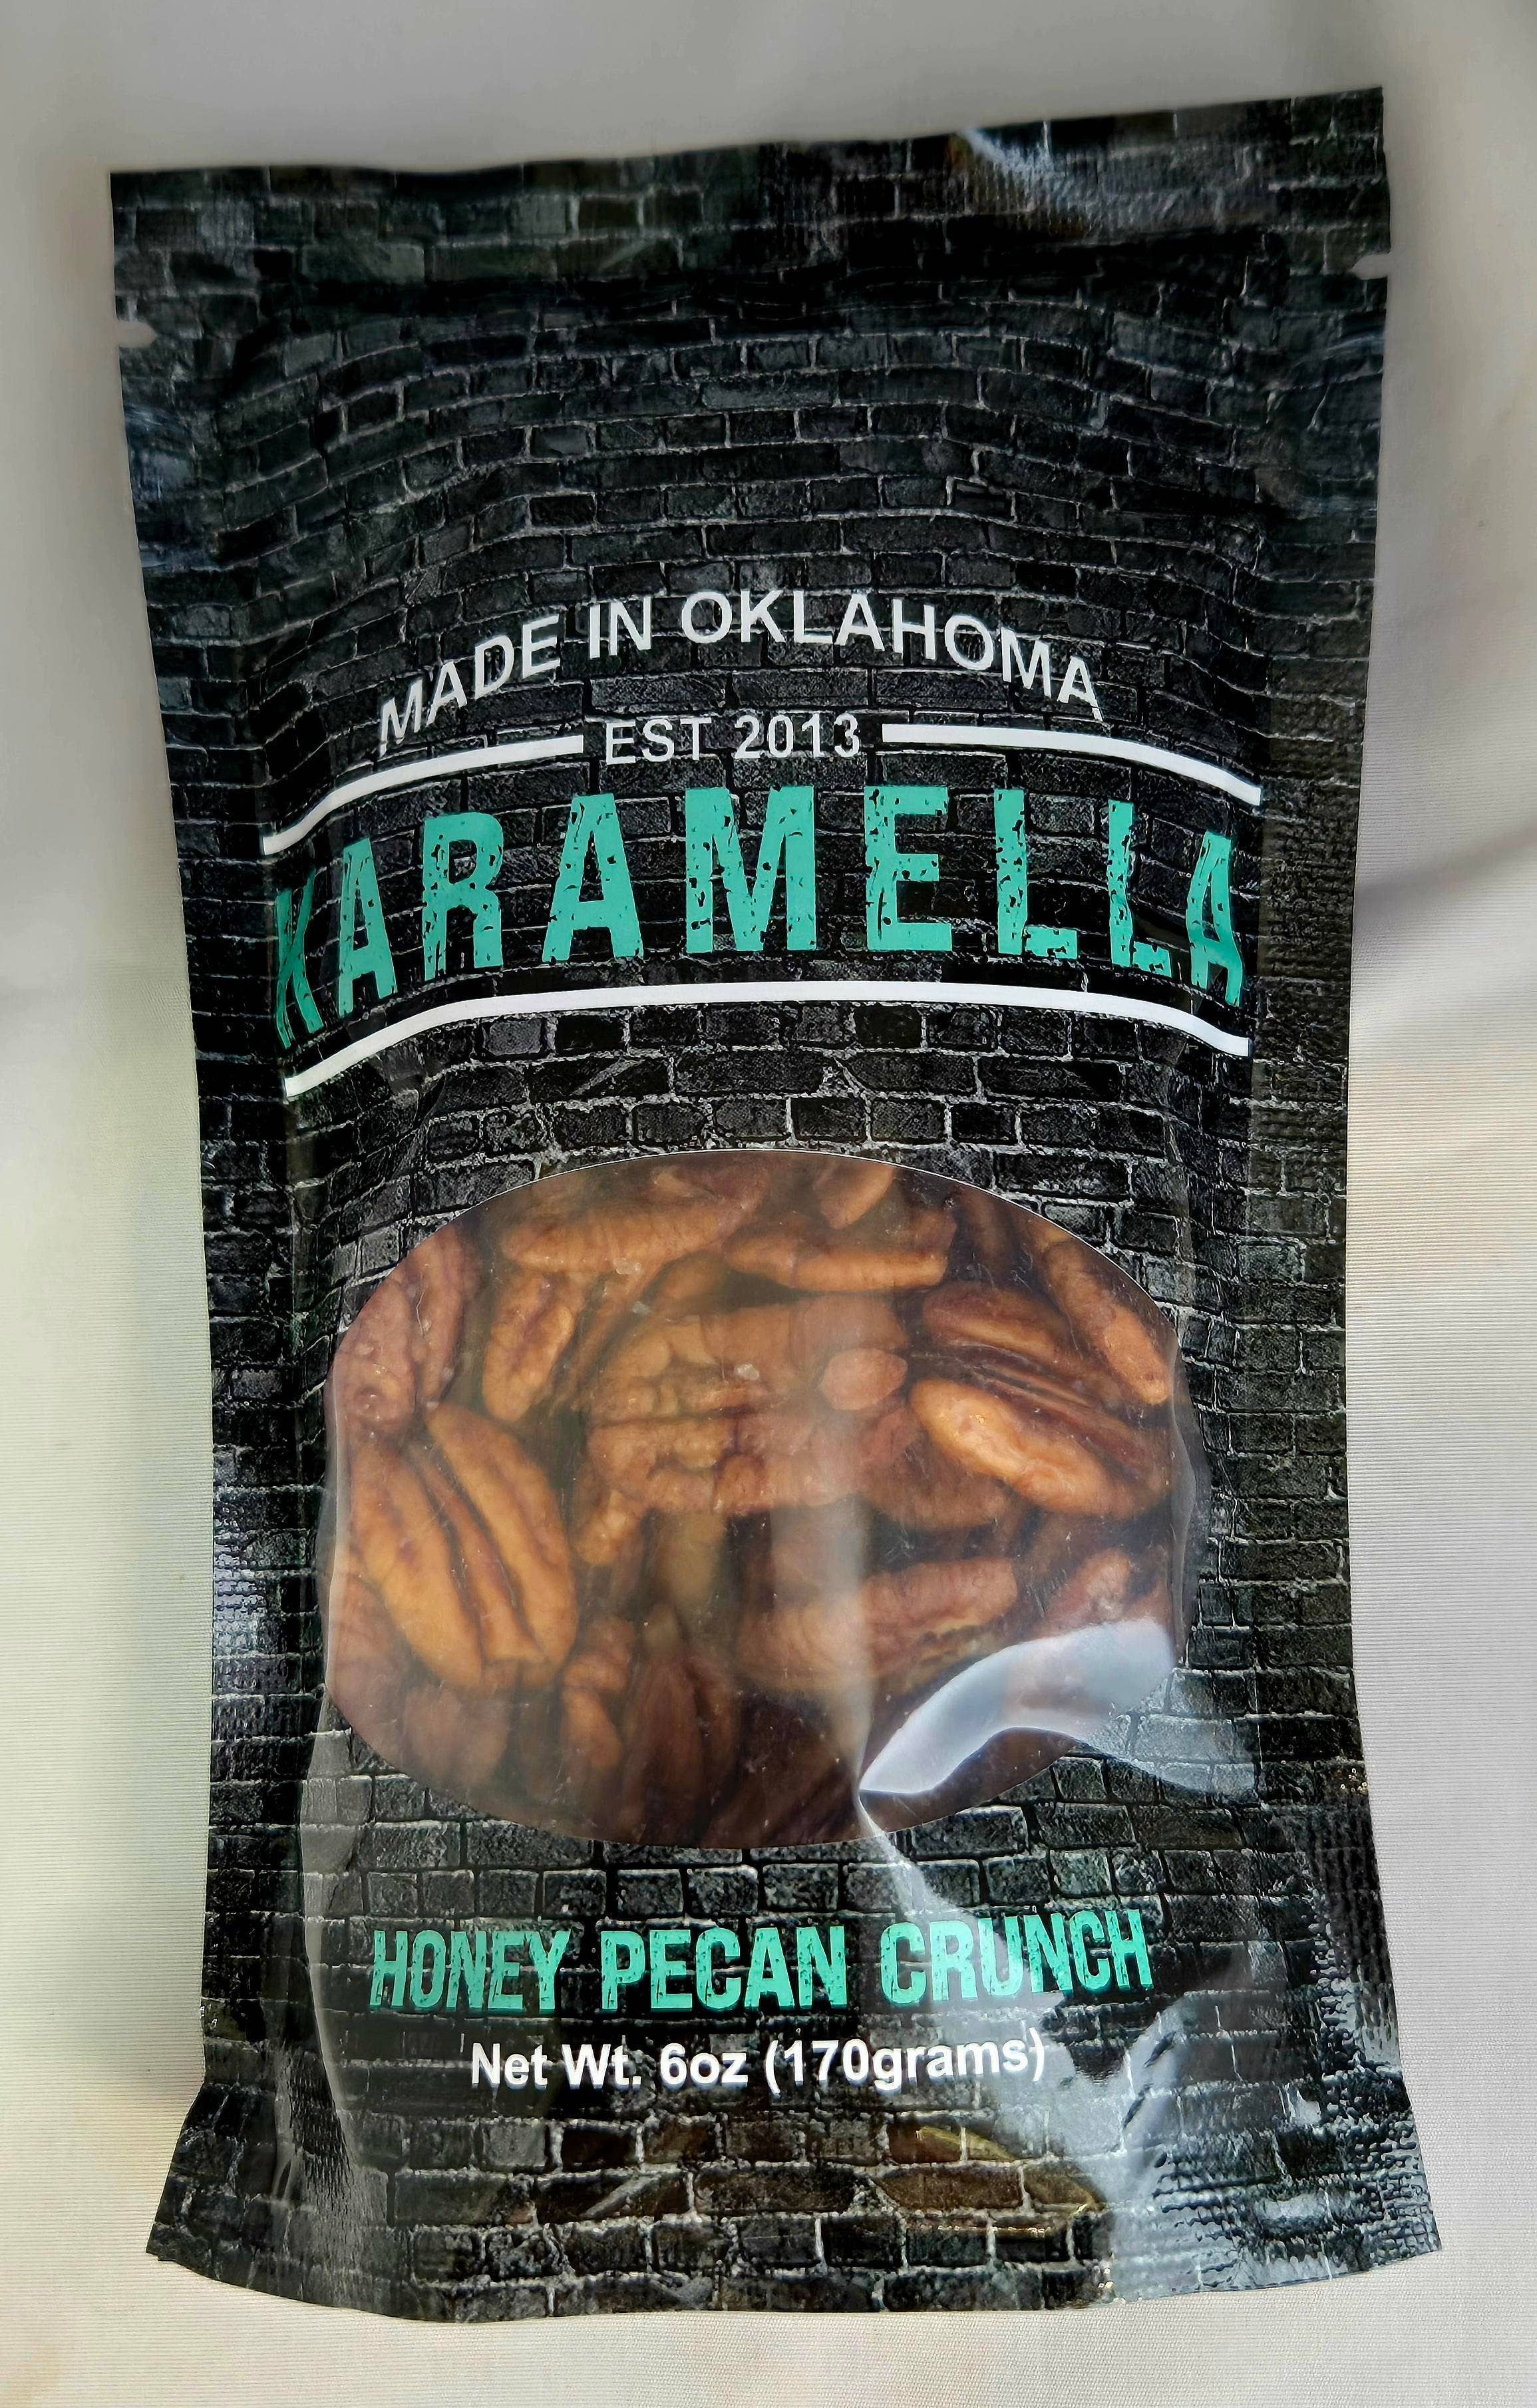 MADE IN OKLAHOMA
EST 2013
KARAMELLA
HONEY PECAN CRUNCH
Net Wt. 6oz (170grams)